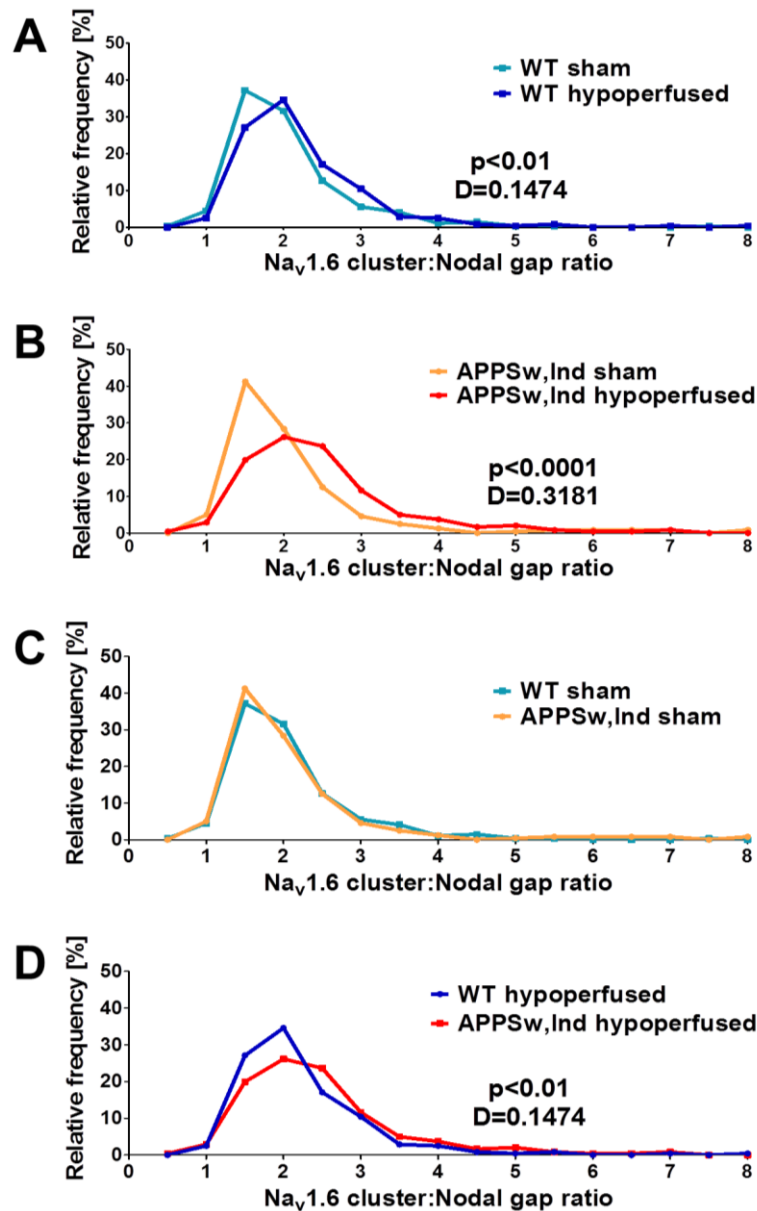 A
Relative frequency [%]
50
40
30
20
10
0
WT sham
WT hypoperfused
p<0.01
D=0.1474
0 1 2 3 4 5 6 7 8
Nav1.6 cluster:Nodal gap ratio
B
Relative frequency [%]
50
40
30
20
10
0
APPSw,Ind sham
APPSw,Ind hypoperfused
p<0.0001
D=0.3181
0 1 2 3 4 5 6 7 8
Nav1.6 cluster:Nodal gap ratio
C
Relative frequency [%]
50
40
30
20
10
0
WT sham
APPSw,Ind sham
0 1 2 3 4 5 6 7 8
Nav1.6 cluster:Nodal gap ratio
D
Relative frequency [%]
50
40
30
20
10
0
WT hypoperfused
APPSw,Ind hypoperfused
p<0.01
D=0.1474
0 1 2 3 4 5 6 7 8
Nav1.6 cluster:Nodal gap ratio